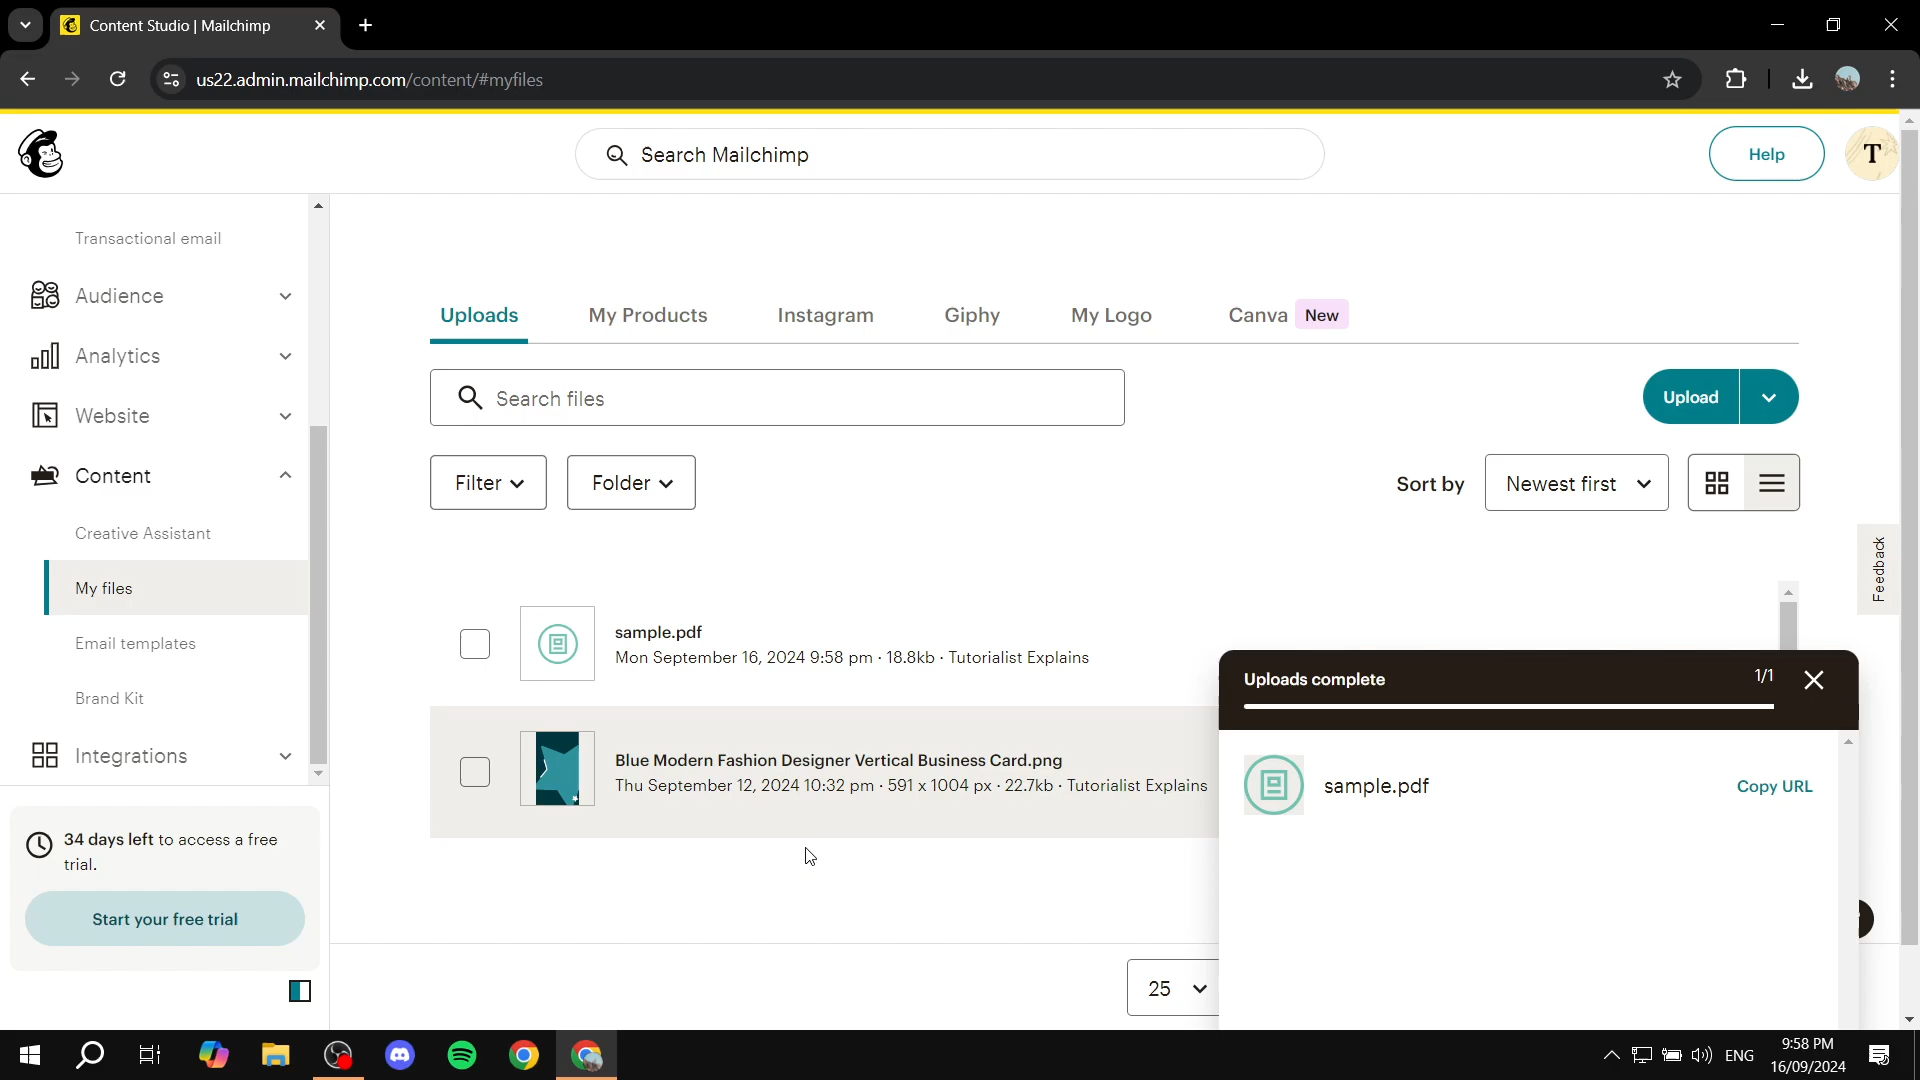 Content Studio | Mailchimp
us22.admin.mailchimp.com/content/#myfiles
Search Mailchimp
Help
T
Transactional email
Audience
Analytics
Website
Content
Creative Assistant
My files
Email templates
Brand Kit
Integrations
34 days left to access a free
trial.
Start your free trial
Uploads
My Products
Instagram
Giphy
My Logo
Canva New
Search files
Upload
Filter
Folder
Sort by
Newest first
Feedback
sample.pdf
Mon September 16, 2024 9:58 pm · 18.8kb · Tutorialist Explains
Blue Modern Fashion Designer Vertical Business Card.png
Thu September 12, 2024 10:32 pm · 591 x 1004 px · 22.7kb · Tutorialist Explains
25
Uploads complete
1/1
sample.pdf
Copy URL
ENG
9:58 PM
16/09/2024